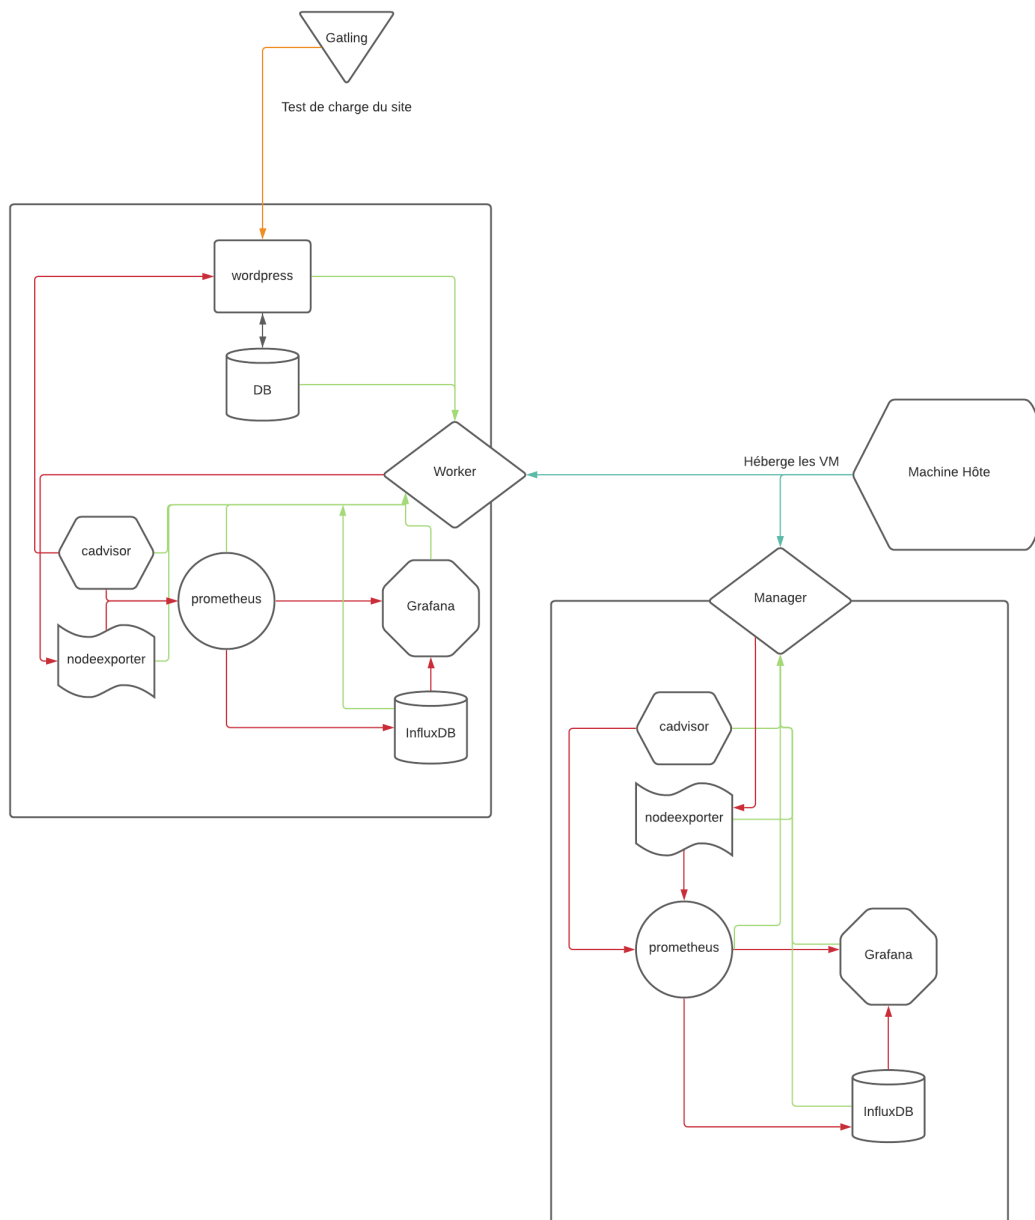 Gatling
Test de charge du site
wordpress
DB
Worker
Héberge les VM
Machine Hôte
cadvisor
prometheus
Grafana
nodeexporter
InfluxDB
Manager
cadvisor
nodeexporter
prometheus
Grafana
InfluxDB